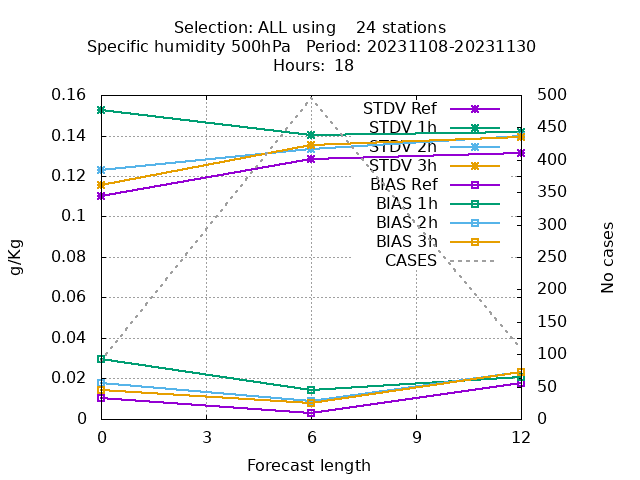 Selection: ALL using    24 stations
Specific humidity 500hPa   Period: 20231108-20231130
Hours: 18
STDV Ref
STDV 1h
STDV 2h
STDV 3h
BIAS Ref
BIAS 1h
BIAS 2h
BIAS 3h
CASES
0.16
0.14
0.12
0.1
0.08
0.06
0.04
0.02
0
g/Kg
500
450
400
350
300
250
200
150
100
50
0
No cases
0 3 6 9 12
Forecast length